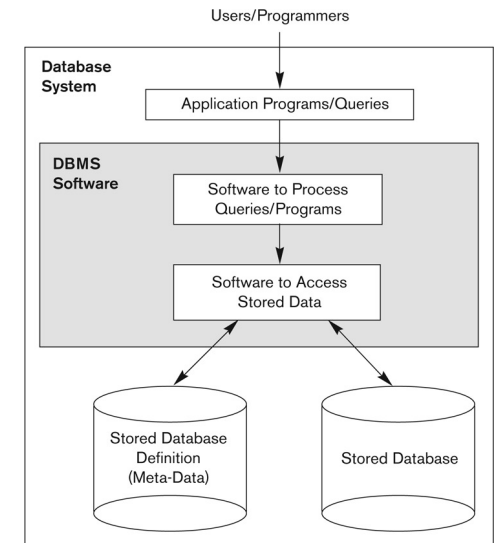 Users/Programmers
Database
System
Application Programs/Queries
DBMS
Software
Software to Process
Queries/Programs
Software to Access
Stored Data
Stored Database
Definition
(Meta-Data)
Stored Database